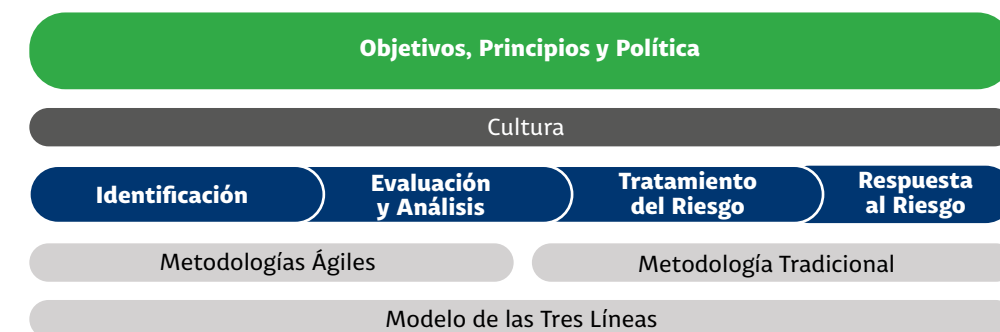 Objetivos, Principios y Política
Cultura
Identificación
Evaluación
y Análisis
Tratamiento
del Riesgo
Respuesta
al Riesgo
Metodologías Ágiles
Metodología Tradicional
Modelo de las Tres Líneas